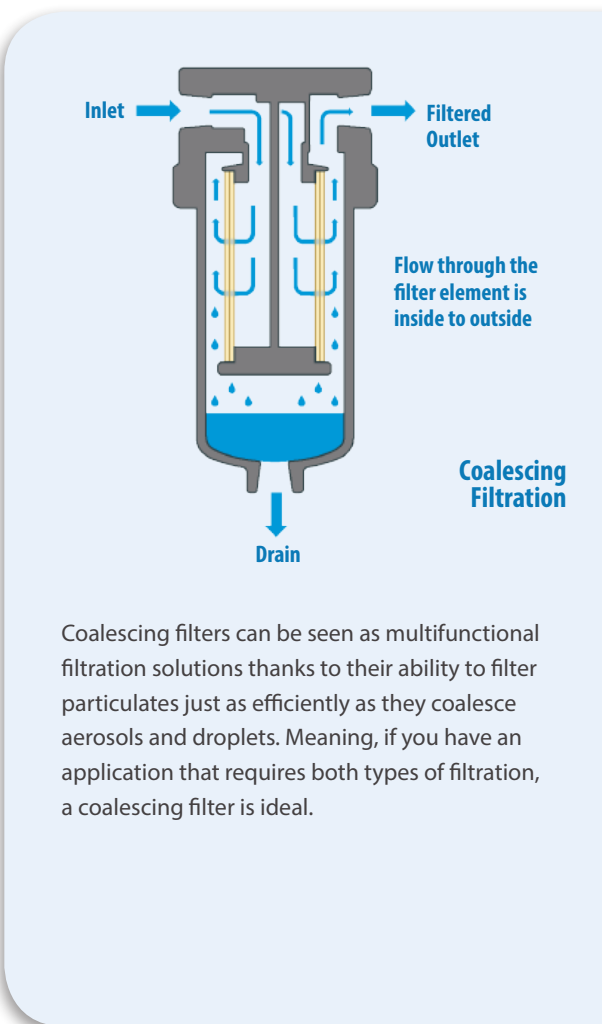 Inlet
Filtered
Outlet
Flow through the
filter element is
inside to outside
Coalescing
Filtration
Drain
Coalescing filters can be seen as multifunctional
filtration solutions thanks to their ability to filter
particulates just as efficiently as they coalesce
aerosols and droplets. Meaning, if you have an
application that requires both types of filtration,
a coalescing filter is ideal.